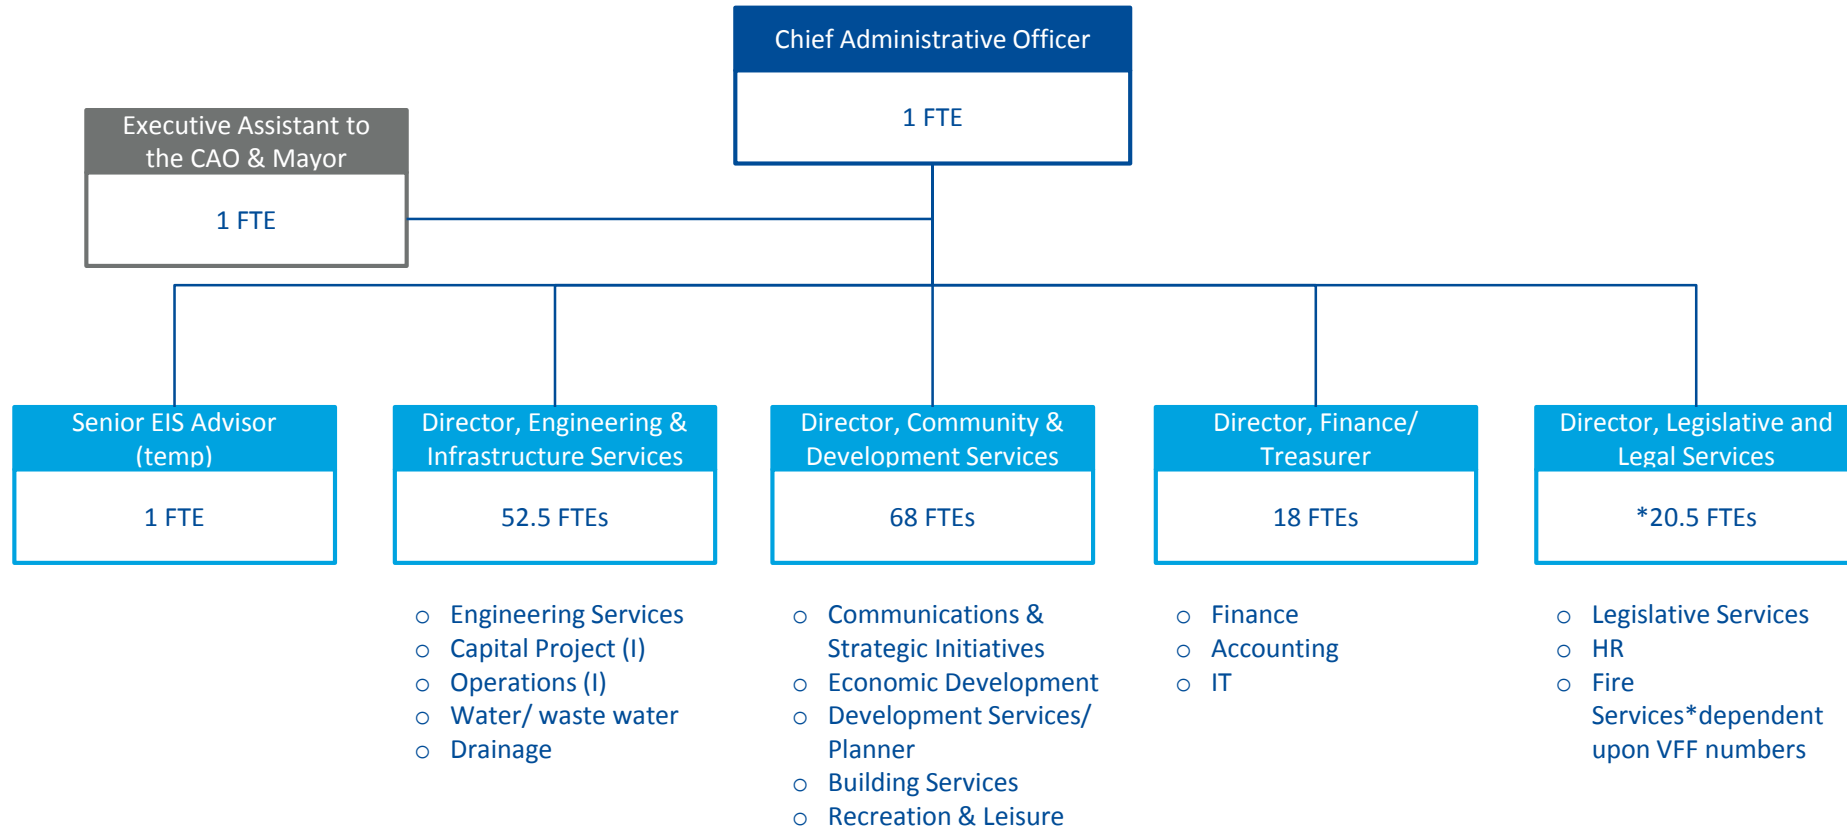 Chief Administrative Officer
1 FTE
Executive Assistant to
the CAO & Mayor
1 FTE
Senior EIS Advisor
(temp)
1 FTE
Director, Engineering &
Infrastructure Services
52.5 FTEs
o Engineering Services
o Capital Project (I)
o Operations (I)
o Water/ waste water
o Drainage
Director, Community &
Development Services
68 FTEs
o Communications &
Strategic Initiatives
o Economic Development
o Development Services/
Planner
o Building Services
o Recreation & Leisure
Director, Finance/
Treasurer
18 FTEs
o Finance
o Accounting
o IT
Director, Legislative and
Legal Services
*20.5 FTEs
o Legislative Services
o HR
o Fire
Services*dependent
upon VFF numbers